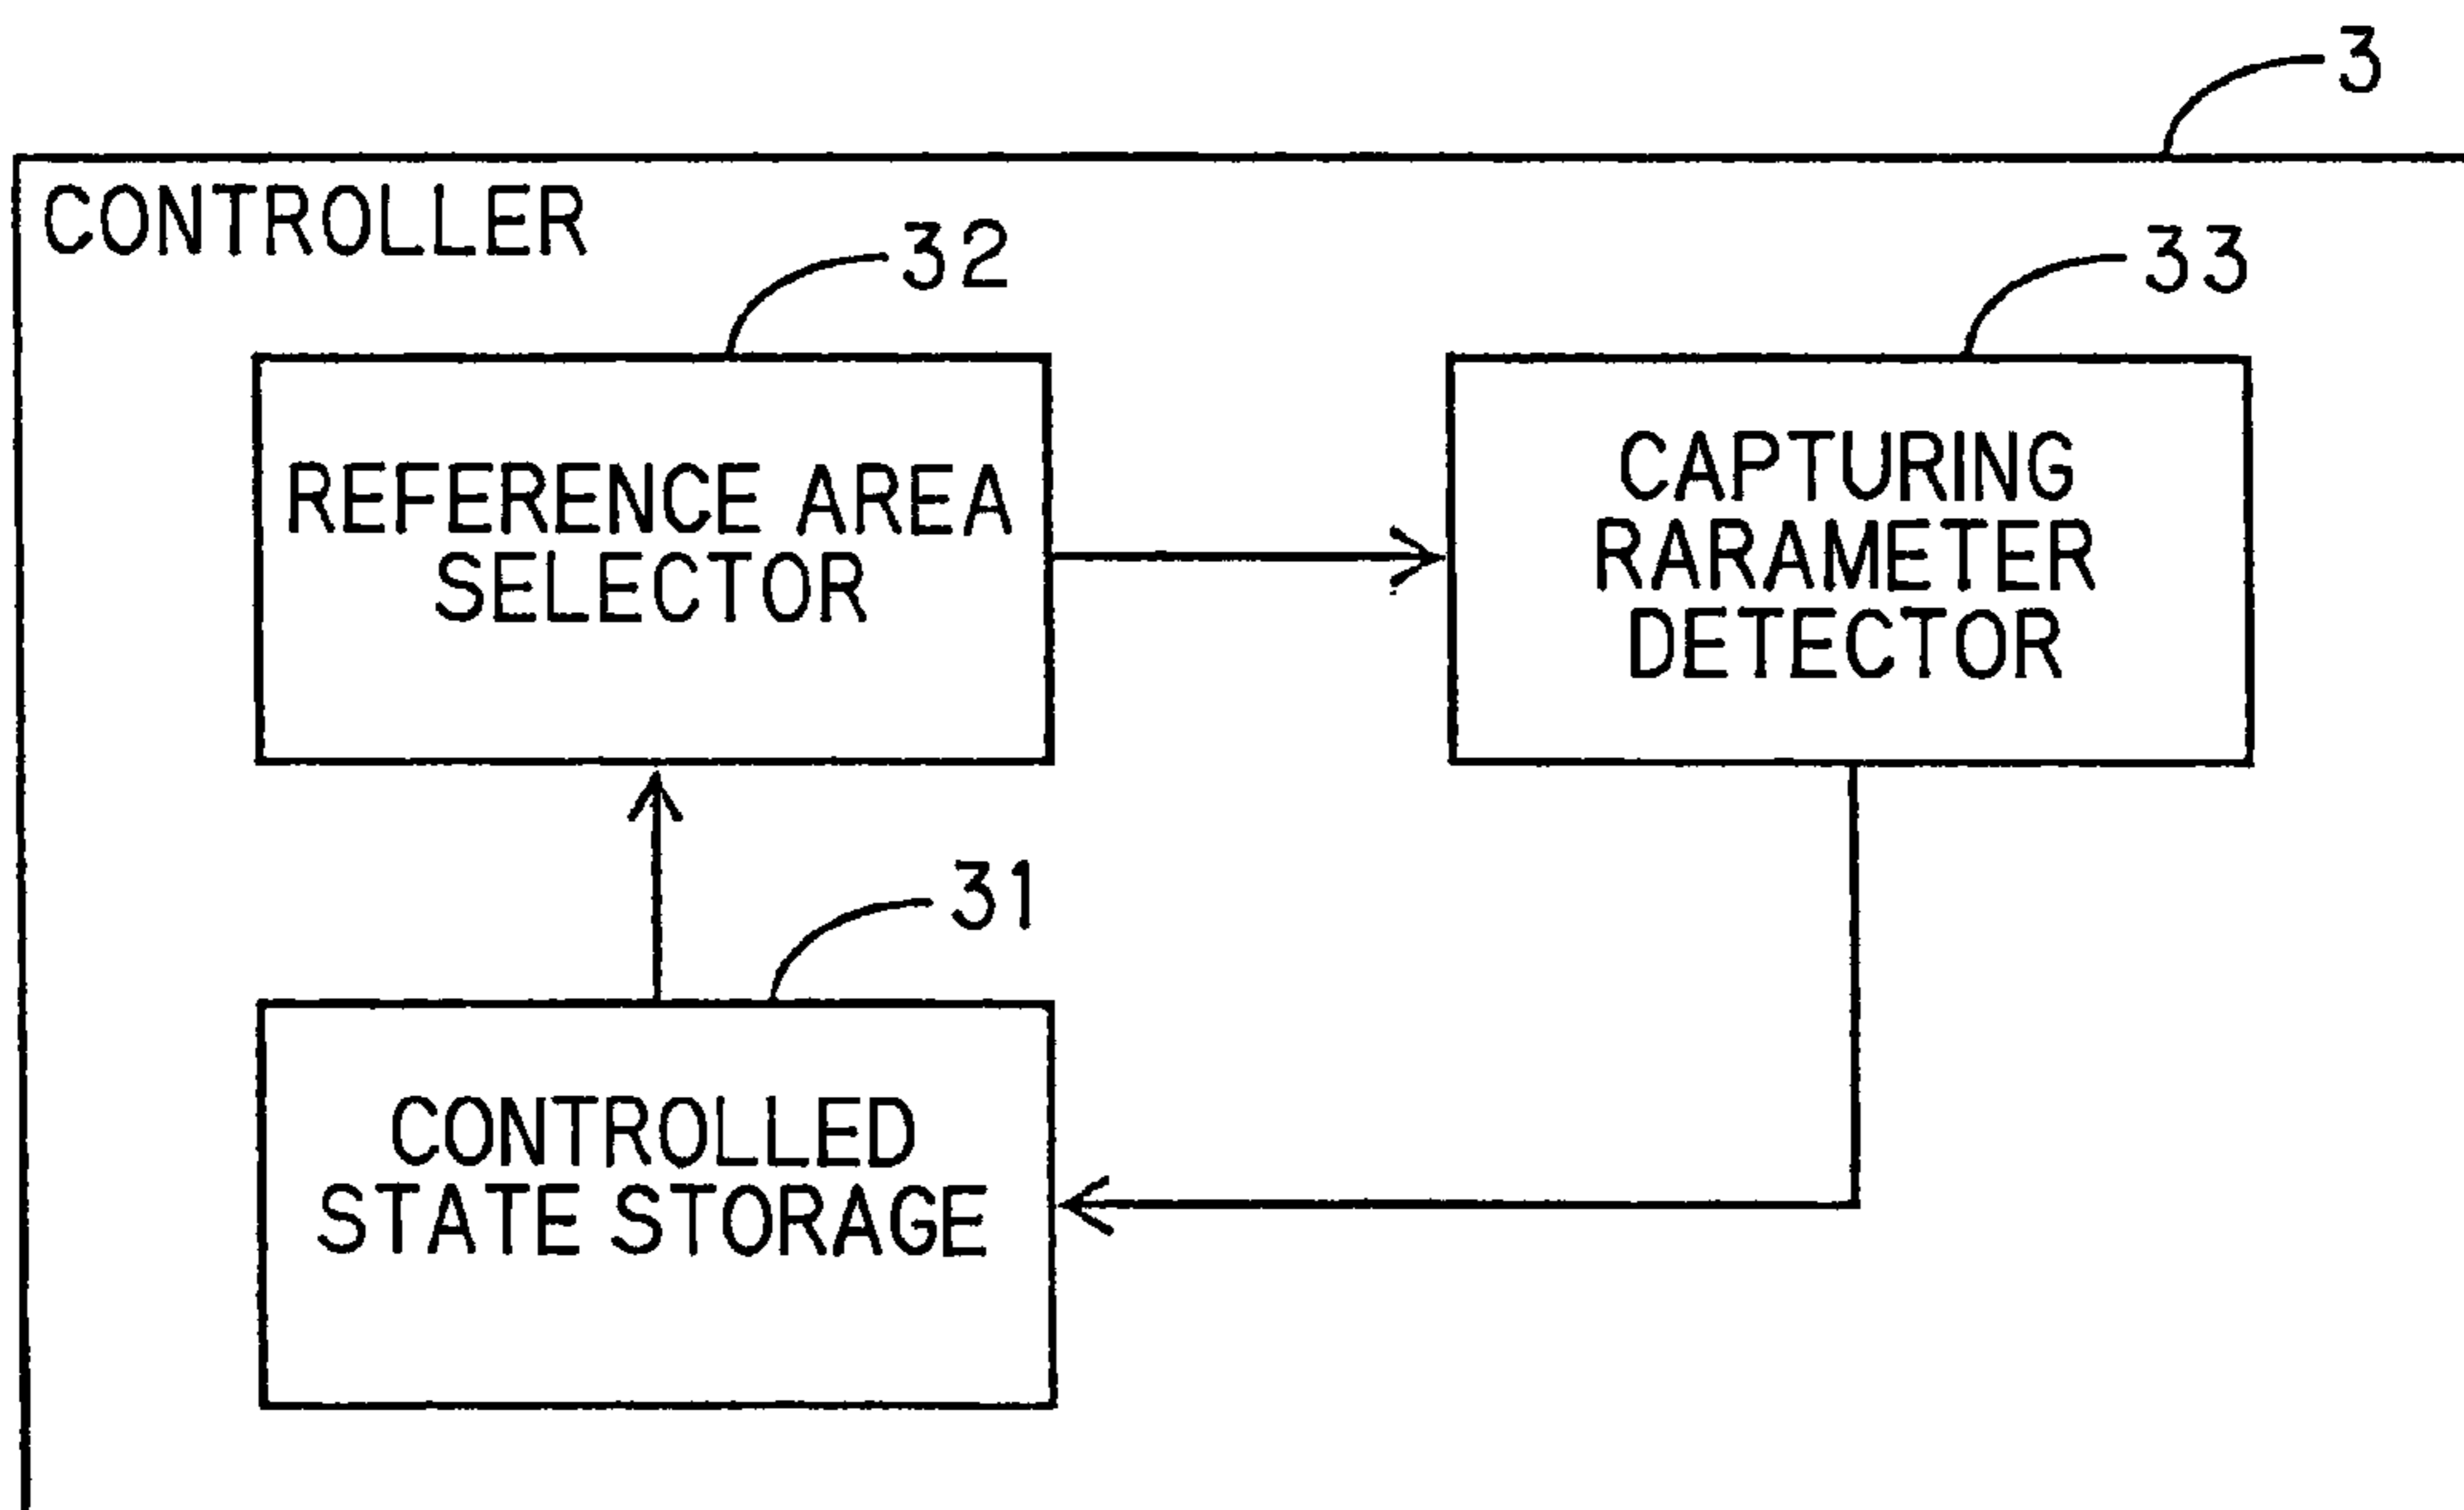 3
CONTROLLER
32
33
REFERENCE AREA
SELECTOR
CAPTURING
RARAMETER
DETECTOR
31
CONTROLLED
STATE STORAGE